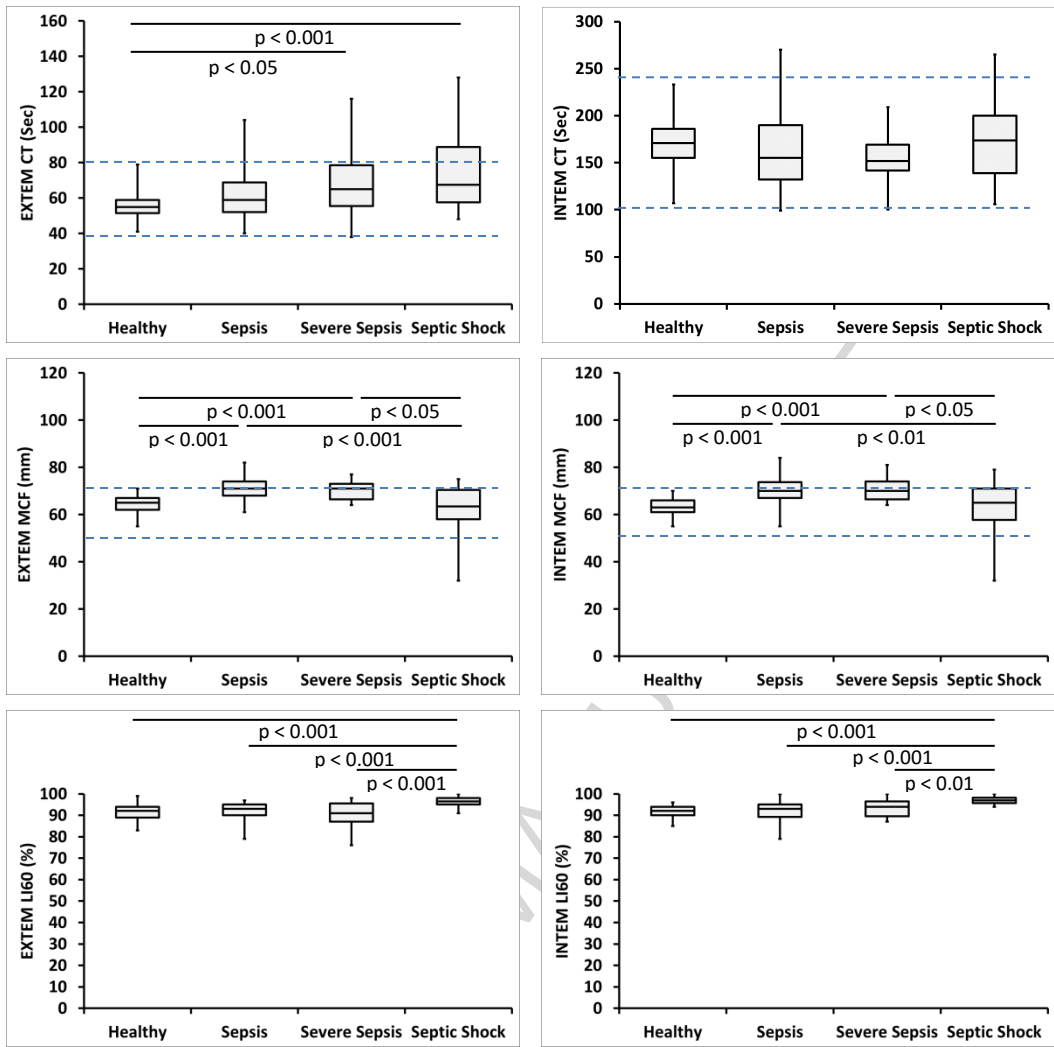 EXTEM CT (Sec)
160
140
120
100
80
60
40
20
0
p < 0.001
p < 0.05
Healthy Sepsis Severe Sepsis Septic Shock
INTEM CT (Sec)
300
250
200
150
100
50
0
Healthy Sepsis Severe Sepsis Septic Shock
EXTEM MCF (mm)
120
100
80
60
40
20
0
p < 0.001 p < 0.05
p < 0.001 p < 0.001
Healthy Sepsis Severe Sepsis Septic Shock
INTEM MCF (mm)
120
100
80
60
40
20
0
p < 0.001 p < 0.05
p < 0.001 p < 0.01
Healthy Sepsis Severe Sepsis Septic Shock
EXTEM LI60 (%)
p < 0.001
p < 0.001
p < 0.001
100
90
80
70
60
50
40
30
20
10
0
Healthy Sepsis Severe Sepsis Septic Shock
INTEM LI60 (%)
p < 0.001
p < 0.001
p < 0.01
100
90
80
70
60
50
40
30
20
10
0
Healthy Sepsis Severe Sepsis Septic Shock